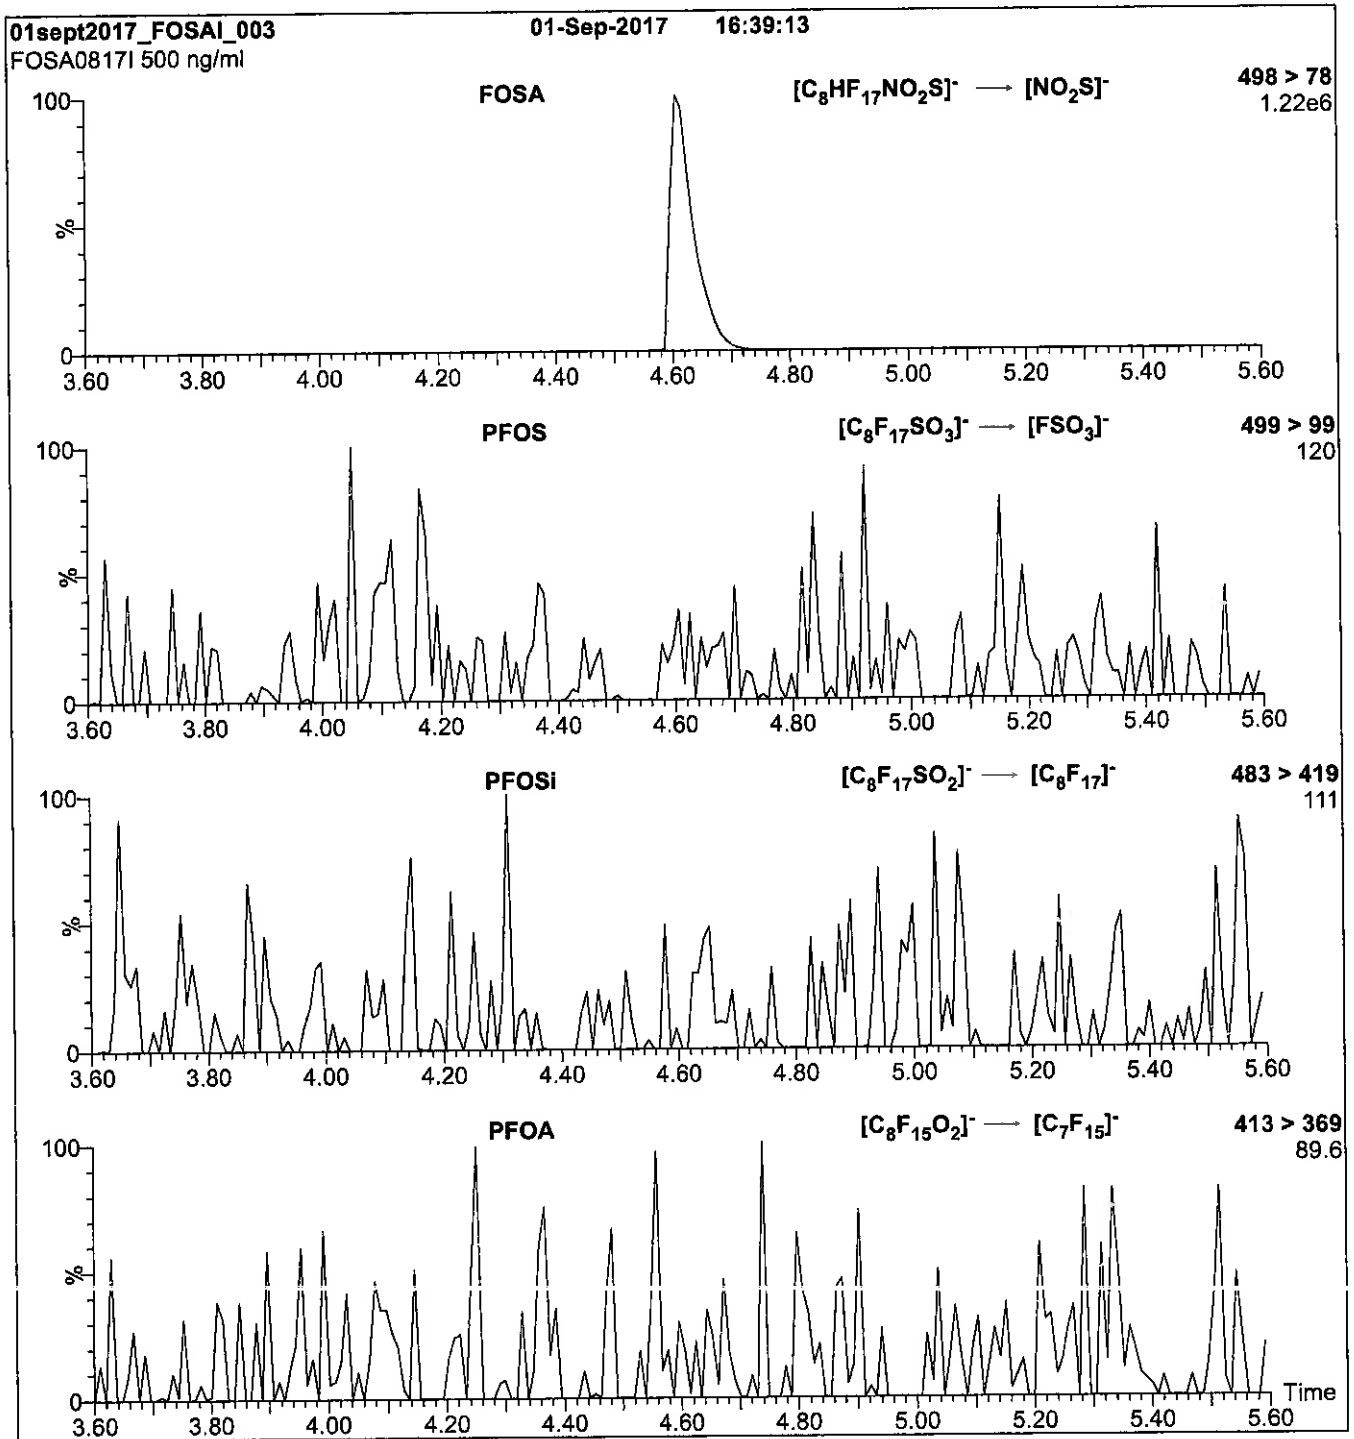 01sept2017_FOSAI_003 01-Sep-2017 16:39:13
FOSA0817I 500 ng/ml
FOSA [C₈HF₁₇NO₂S]⁻ → [NO₂S]⁻ 498 > 78
1.22e6
100
%
0
3.60 3.80 4.00 4.20 4.40 4.60 4.80 5.00 5.20 5.40 5.60
PFOS [C₈F₁₇SO₃]⁻ → [FSO₃]⁻ 499 > 99
120
100
%
0
3.60 3.80 4.00 4.20 4.40 4.60 4.80 5.00 5.20 5.40 5.60
PFOSi [C₈F₁₇SO₂]⁻ → [C₈F₁₇]⁻ 483 > 419
111
100
%
0
3.60 3.80 4.00 4.20 4.40 4.60 4.80 5.00 5.20 5.40 5.60
PFOA [C₈F₁₅O₂]⁻ → [C₇F₁₅]⁻ 413 > 369
89.6
100
%
0
Time
3.60 3.80 4.00 4.20 4.40 4.60 4.80 5.00 5.20 5.40 5.60